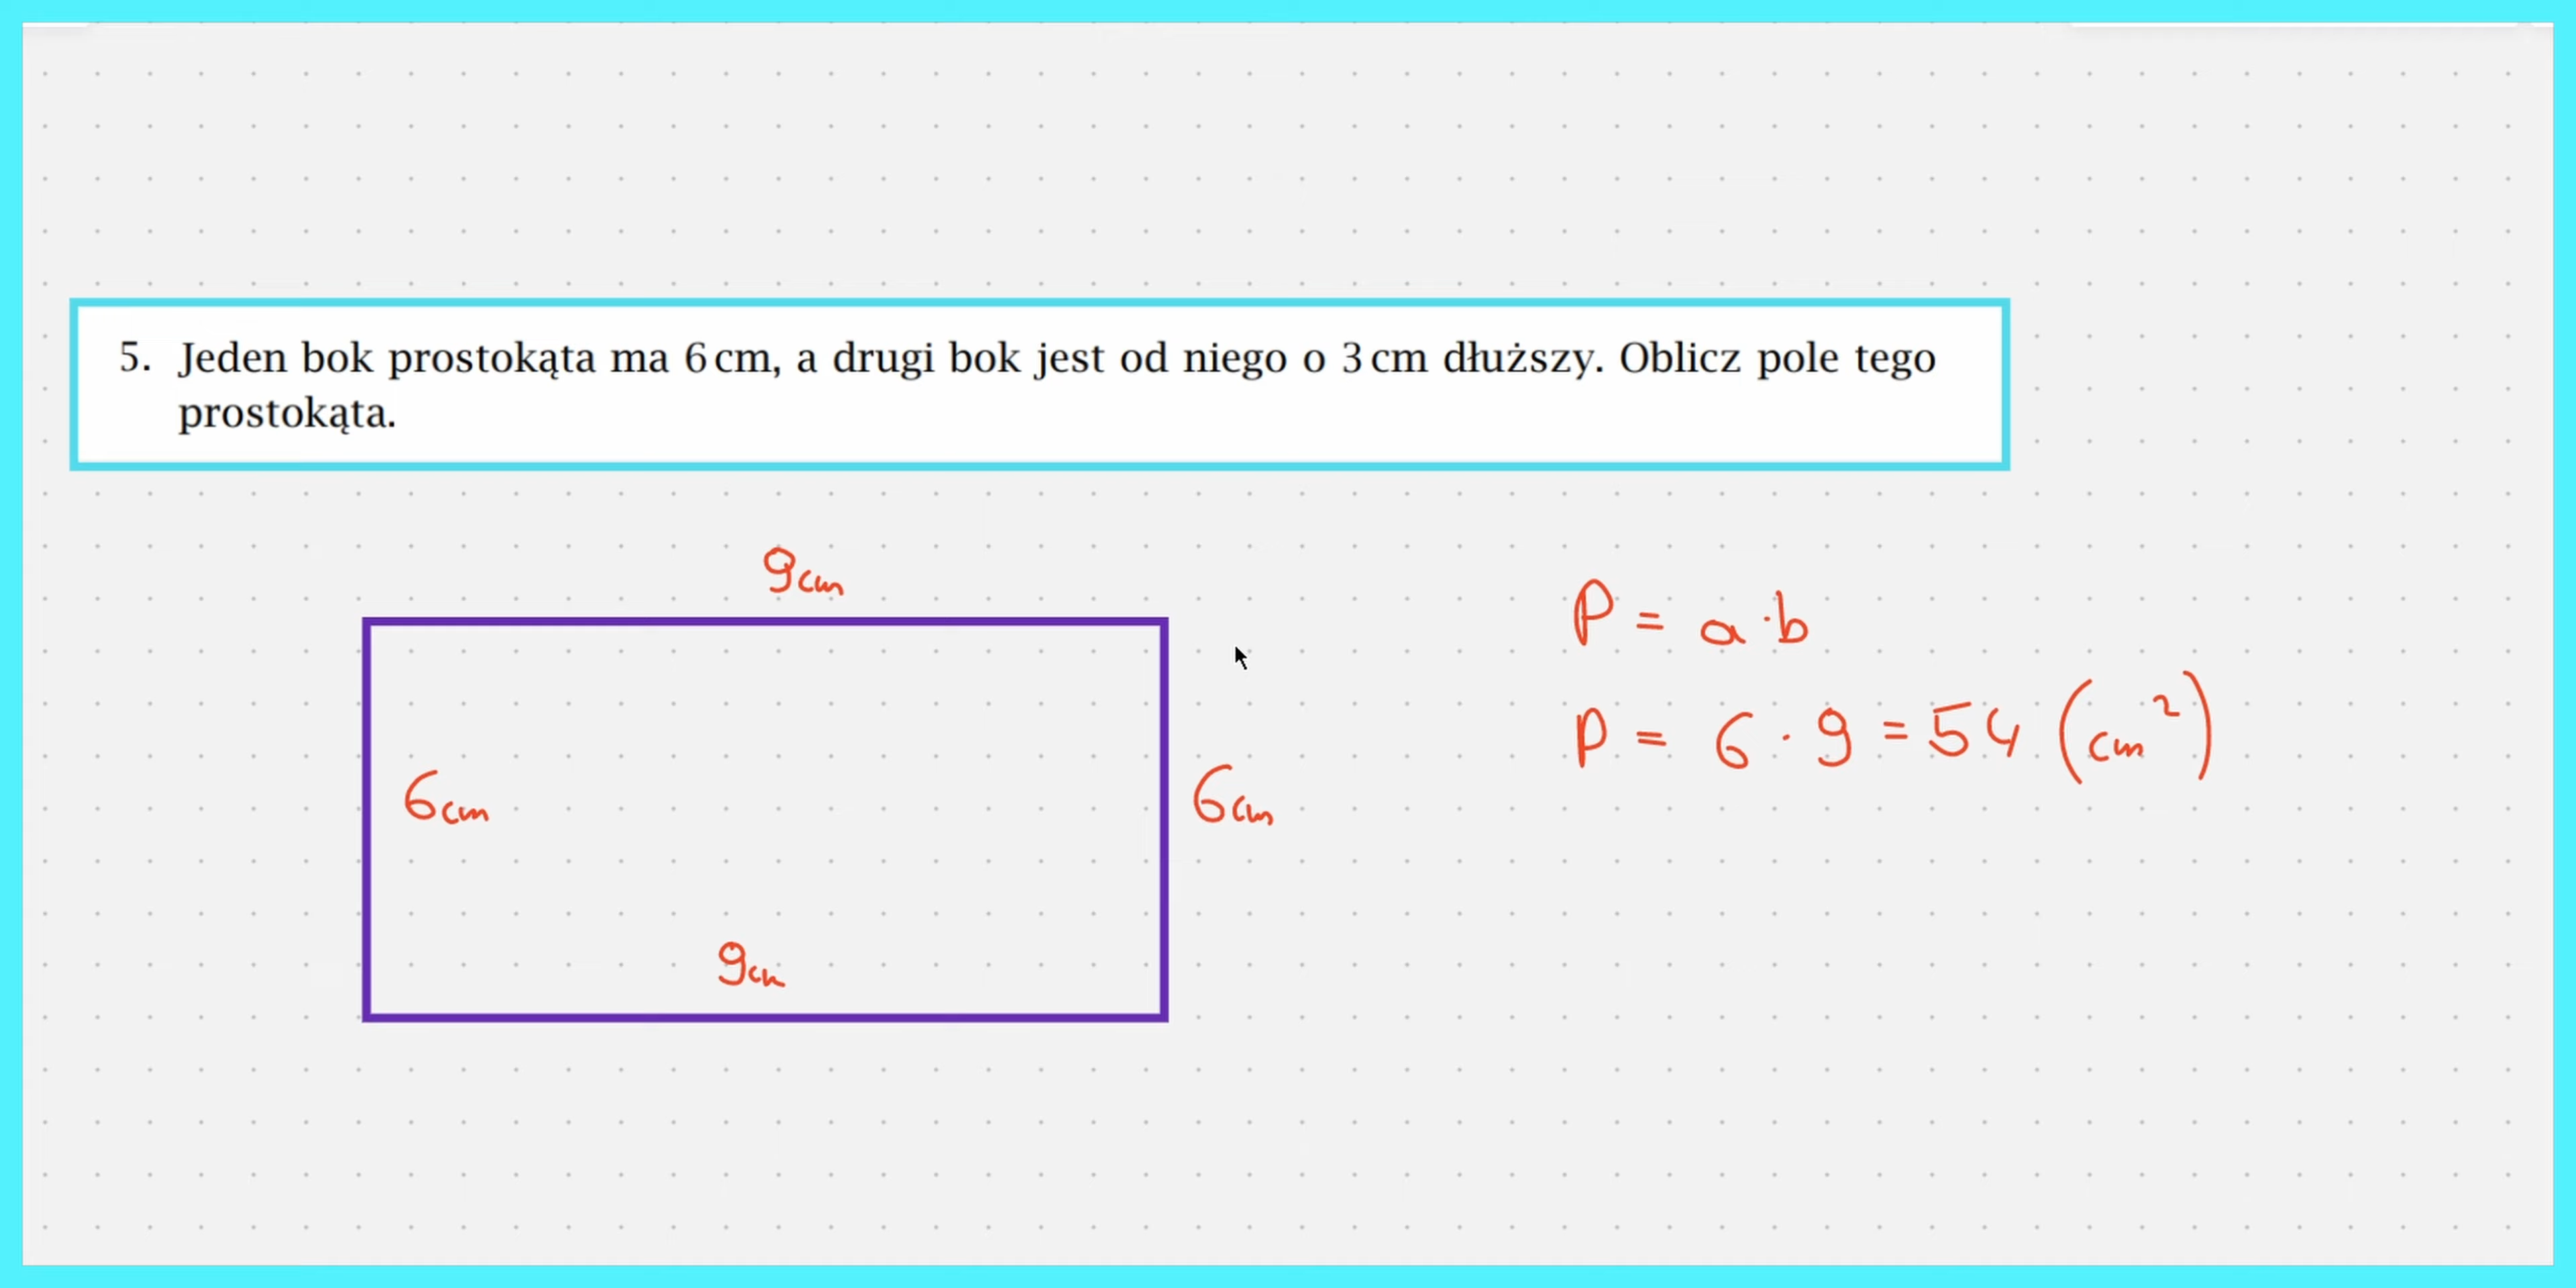 5. Jeden bok prostokąta ma 6 cm, a drugi bok jest od niego o 3 cm dłuższy. Oblicz pole tego
prostokąta.
9cm
6cm
6cm
9cm
P = a · b
P = 6 · 9 = 54 (cm²)